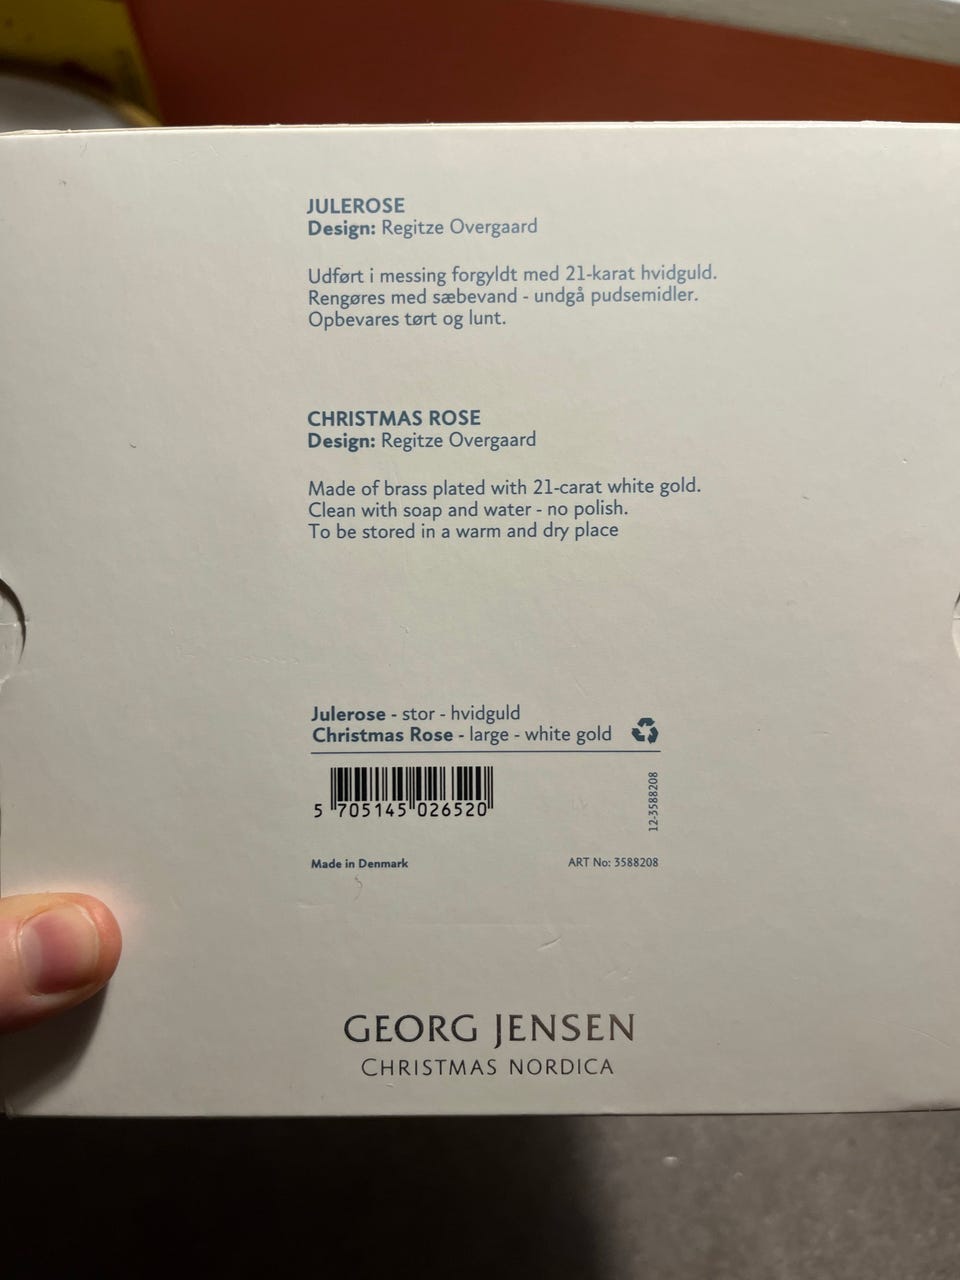 JULEROSE
Design: Regitze Overgaard
Udført i messing forgyldt med 21-karat hvidguld.
Rengøres med sæbevand - undgå pudsemidler.
Opbevares tørt og lunt.
CHRISTMAS ROSE
Design: Regitze Overgaard
Made of brass plated with 21-carat white gold.
Clean with soap and water - no polish.
To be stored in a warm and dry place
Julerose - stor - hvidguld
Christmas Rose - large - white gold
5 705145 026520
12-3588208
Made in Denmark
ART No: 3588208
GEORG JENSEN
CHRISTMAS NORDICA